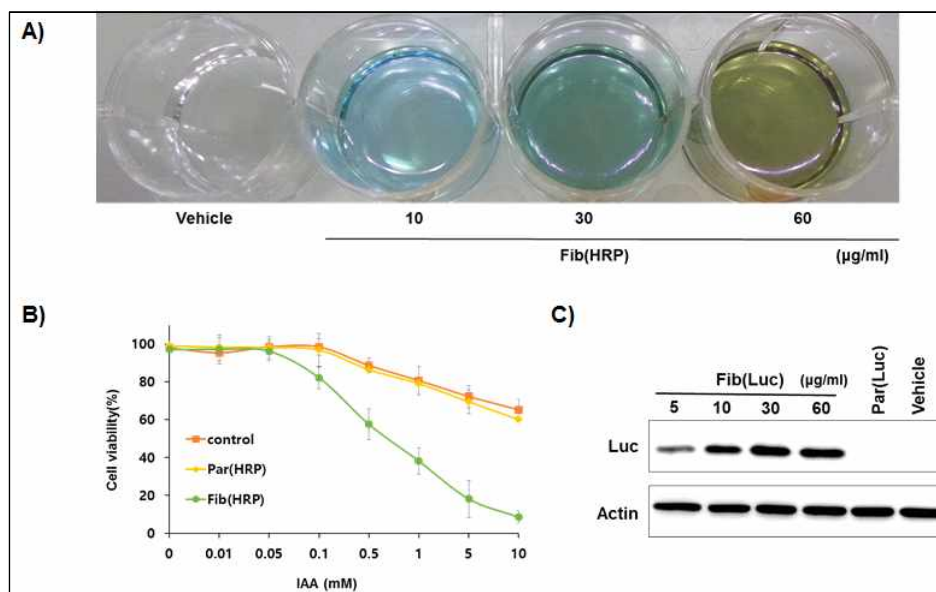 A)
Vehicle 10 30 60
Fib(HRP) (μg/ml)
B)
100
80
60
40
20
0
Cell viability(%)
control
Par(HRP)
Fib(HRP)
0 0.01 0.05 0.1 0.5 1 5 10
IAA (mM)
C)
Fib(Luc) (μg/ml)
5 10 30 60
Par(Luc)
Vehicle
Luc
Actin